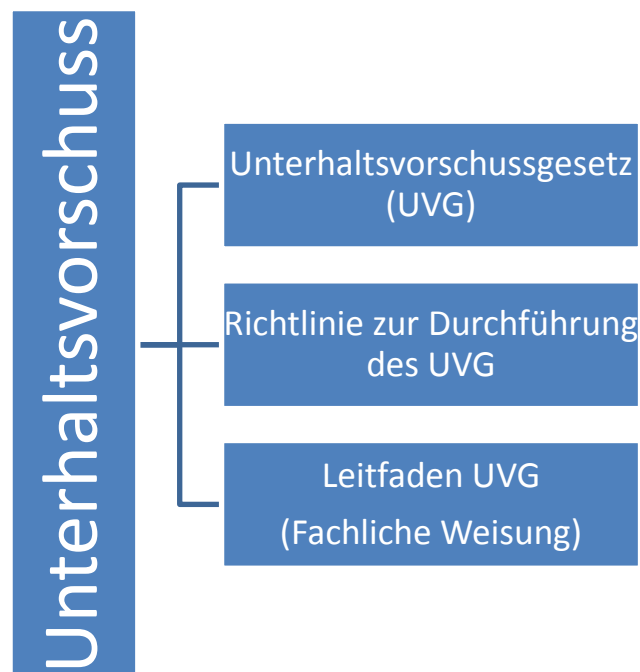 Unterhaltsvorschuss
Unterhaltsvorschussgesetz
(UVG)
Richtlinie zur Durchführung
des UVG
Leitfaden UVG
(Fachliche Weisung)